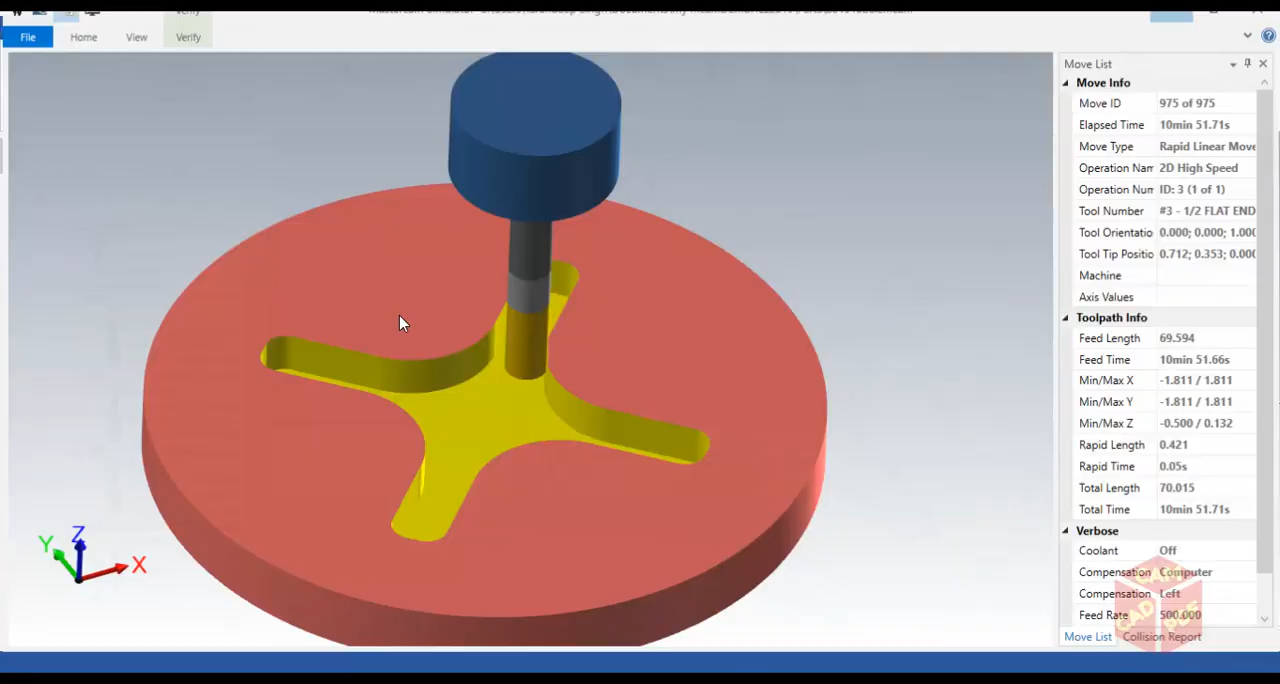 Verify
File Home View Verify
Move List
Move Info
Move ID 975 of 975
Elapsed Time 10min 51.71s
Move Type Rapid Linear Move
Operation Nam 2D High Speed
Operation Num ID: 3 (1 of 1)
Tool Number #3 - 1/2 FLAT END
Tool Orientatio 0.000; 0.000; 1.000
Tool Tip Positio 0.712; 0.353; 0.000
Machine
Axis Values
Toolpath Info
Feed Length 69.594
Feed Time 10min 51.66s
Min/Max X -1.811 / 1.811
Min/Max Y -1.811 / 1.811
Min/Max Z -0.500 / 0.132
Rapid Length 0.421
Rapid Time 0.05s
Total Length 70.015
Total Time 10min 51.71s
Verbose
Coolant Off
Compensation Computer
Compensation Left
Feed Rate 500.000
Move List Collision Report
Z
Y
X
CAM
CAD